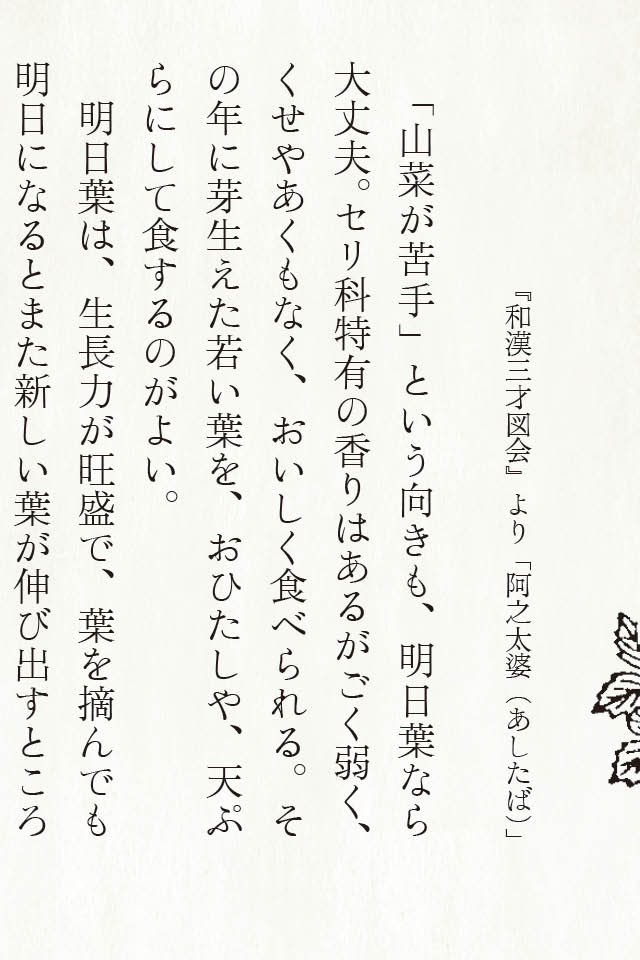 『和漢三才図会』より「阿之太婆（あしたば）」
「山菜が苦手」という向きも、明日葉なら
大丈夫。セリ科特有の香りはあるがごく弱く、
くせやあくもなく、おいしく食べられる。そ
の年に芽生えた若い葉を、おひたしや、天ぷ
らにして食するのがよい。
明日葉は、生長力が旺盛で、葉を摘んでも
明日になるとまた新しい葉が伸び出すところ